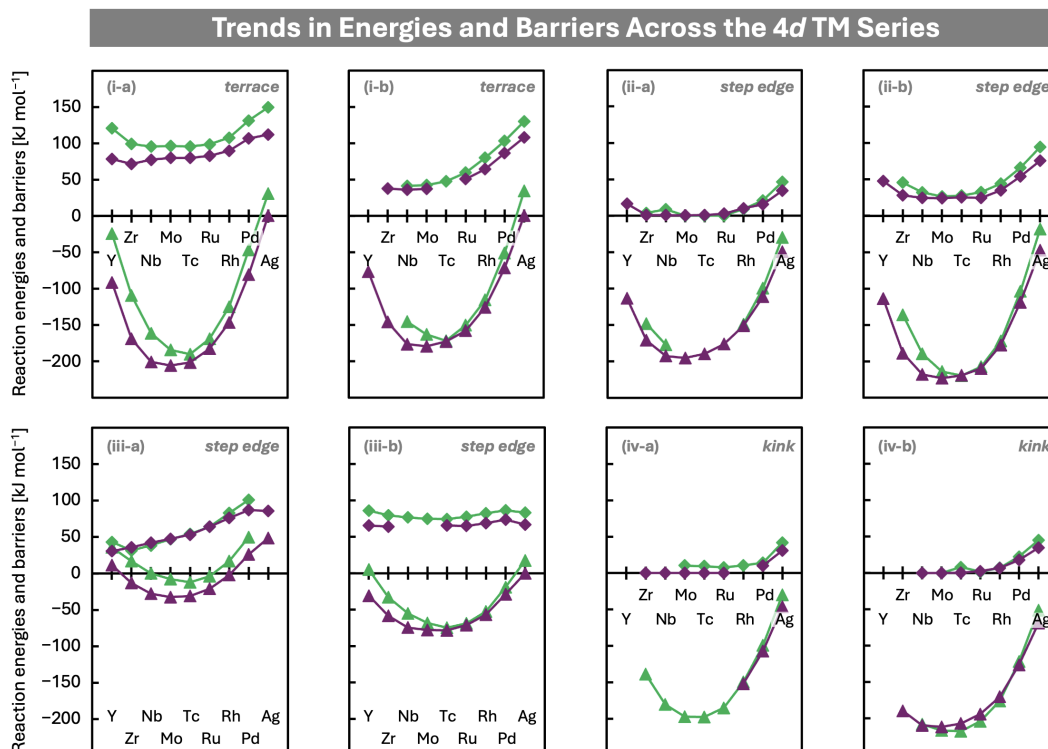 Trends in Energies and Barriers Across the 4d TM Series
Reaction energies and barriers [kJ mol−1]
150
100
50
0
−50
−100
−150
−200
(i-a) terrace
Y Zr Nb Mo Tc Ru Rh Pd Ag
(i-b) terrace
Y Zr Nb Mo Tc Ru Rh Pd Ag
(ii-a) step edge
Y Zr Nb Mo Tc Ru Rh Pd Ag
(ii-b) step edge
Y Zr Nb Mo Tc Ru Rh Pd Ag
Reaction energies and barriers [kJ mol−1]
150
100
50
0
−50
−100
−150
−200
(iii-a) step edge
Y Zr Nb Mo Tc Ru Rh Pd Ag
(iii-b) step edge
Y Zr Nb Mo Tc Ru Rh Pd Ag
(iv-a) kink
Y Zr Nb Mo Tc Ru Rh Pd Ag
(iv-b) kink
Y Zr Nb Mo Tc Ru Rh Pd Ag